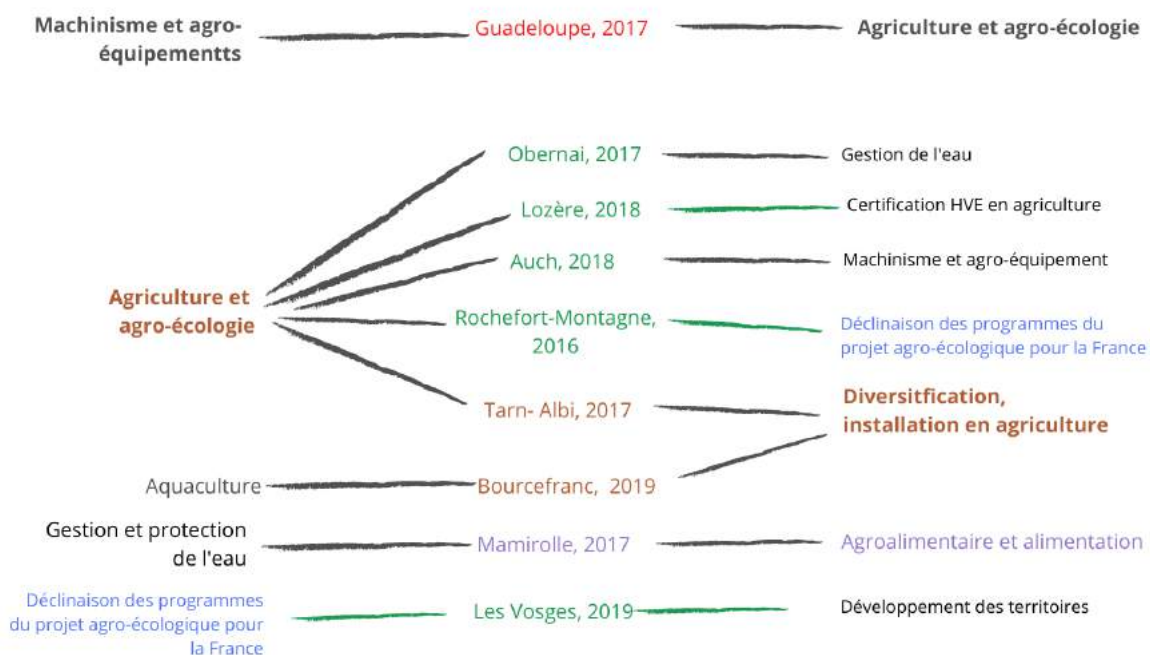 Machinisme et agro-
équipementts
Guadeloupe, 2017
Agriculture et agro-écologie
Obernai, 2017
Gestion de l'eau
Lozère, 2018
Certification HVE en agriculture
Auch, 2018
Machinisme et agro-équipement
Agriculture et
agro-écologie
Rochefort-Montagne,
2016
Déclinaison des programmes du
projet agro-écologique pour la France
Tarn- Albi, 2017
Diversitfication,
installation en agriculture
Aquaculture
Bourcefranc, 2019
Gestion et protection
de l'eau
Mamirolle, 2017
Agroalimentaire et alimentation
Déclinaison des programmes
du projet agro-écologique pour
la France
Les Vosges, 2019
Développement des territoires